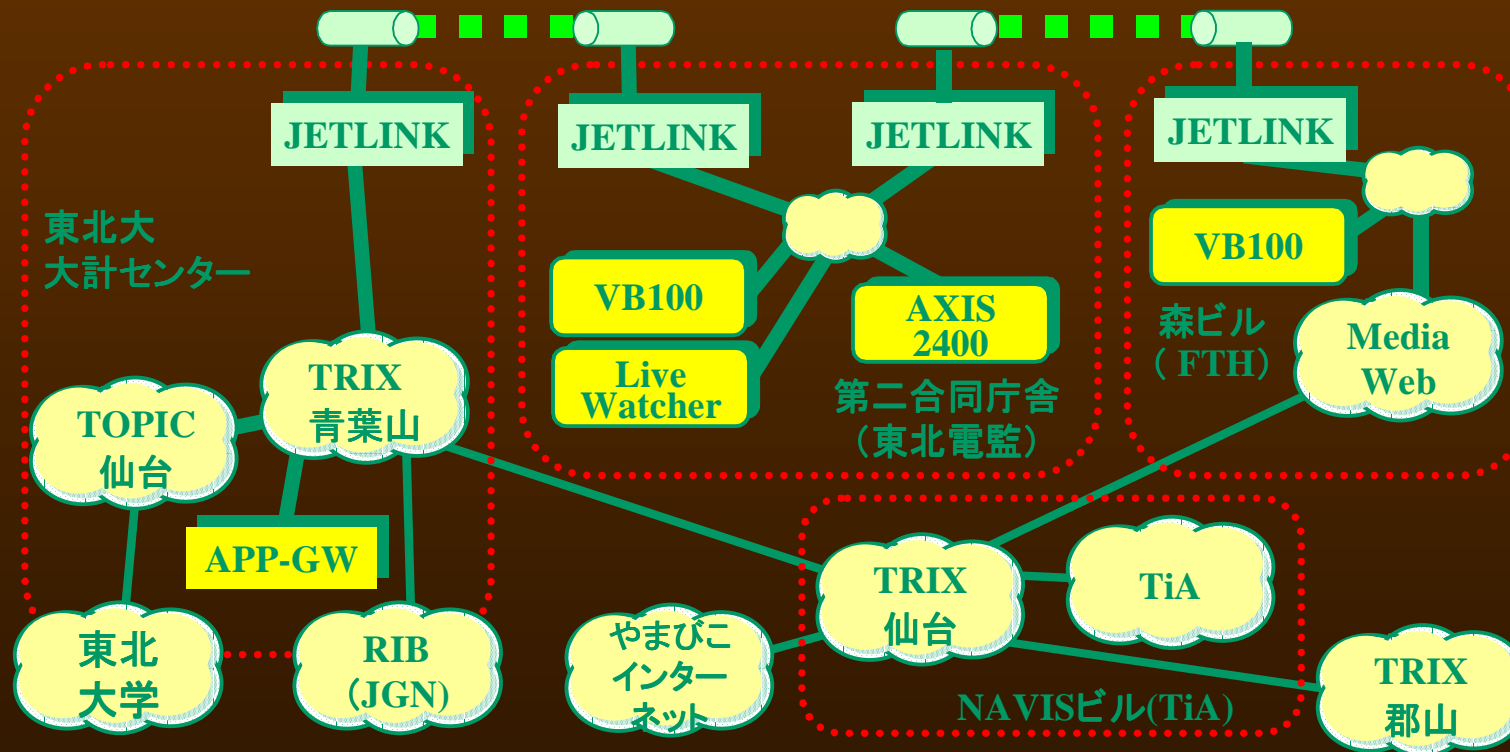 JETLINK
JETLINK
JETLINK
JETLINK
東北大
大計センター
VB100
VB100
AXIS
2400
Live
Watcher
森ビル
( FTH)
Media
Web
第二合同庁舎
（東北電監）
TRIX
青葉山
TOPIC
仙台
APP-GW
TRIX
仙台
TiA
東北
大学
RIB
(JGN)
やまびこ
インター
ネット
NAVISビル(TiA)
TRIX
郡山